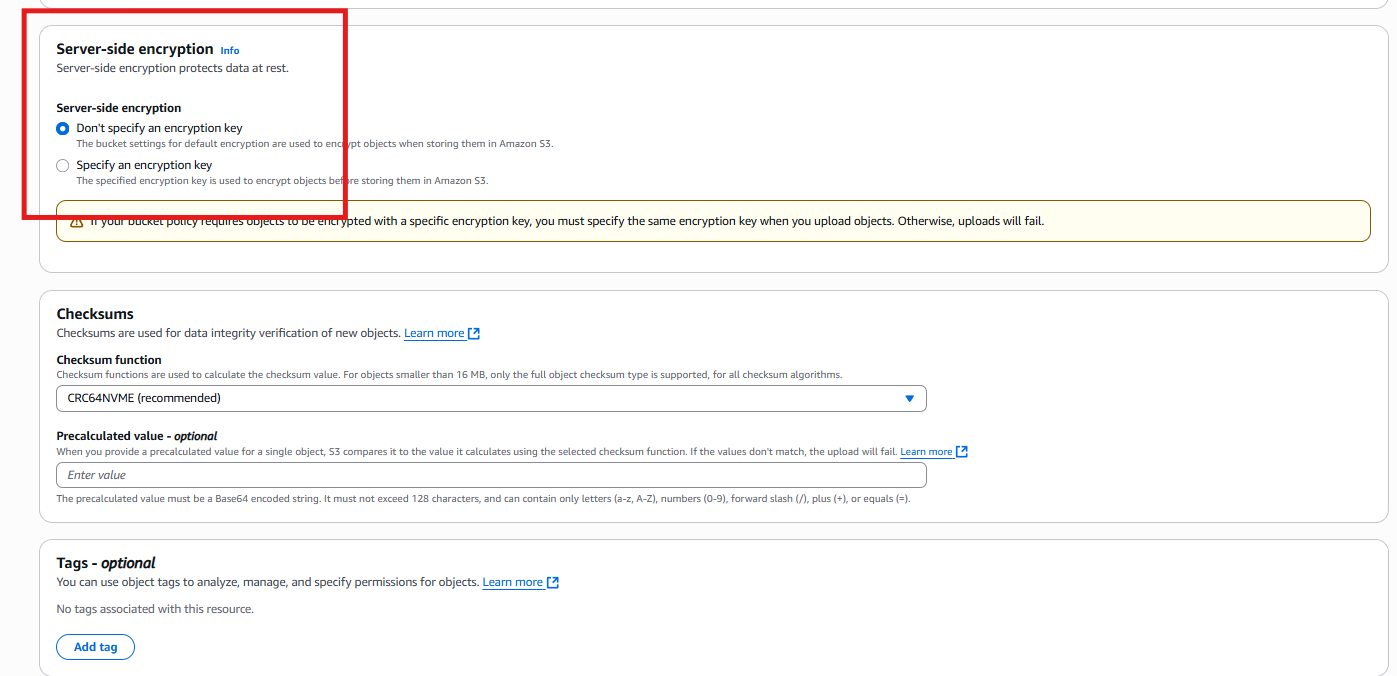 Server-side encryption Info
Server-side encryption protects data at rest.
Server-side encryption
Don't specify an encryption key
The bucket settings for default encryption are used to encrypt objects when storing them in Amazon S3.
Specify an encryption key
The specified encryption key is used to encrypt objects before storing them in Amazon S3.
If your bucket policy requires objects to be encrypted with a specific encryption key, you must specify the same encryption key when you upload objects. Otherwise, uploads will fail.
Checksums
Checksums are used for data integrity verification of new objects. Learn more
Checksum function
Checksum functions are used to calculate the checksum value. For objects smaller than 16 MB, only the full object checksum type is supported, for all checksum algorithms.
CRC64NVME (recommended)
Precalculated value - optional
When you provide a precalculated value for a single object, S3 compares it to the value it calculates using the selected checksum function. If the values don't match, the upload will fail. Learn more
Enter value
The precalculated value must be a Base64 encoded string. It must not exceed 128 characters, and can contain only letters (a-z, A-Z), numbers (0-9), forward slash (/), plus (+), or equals (=).
Tags - optional
You can use object tags to analyze, manage, and specify permissions for objects. Learn more
No tags associated with this resource.
Add tag